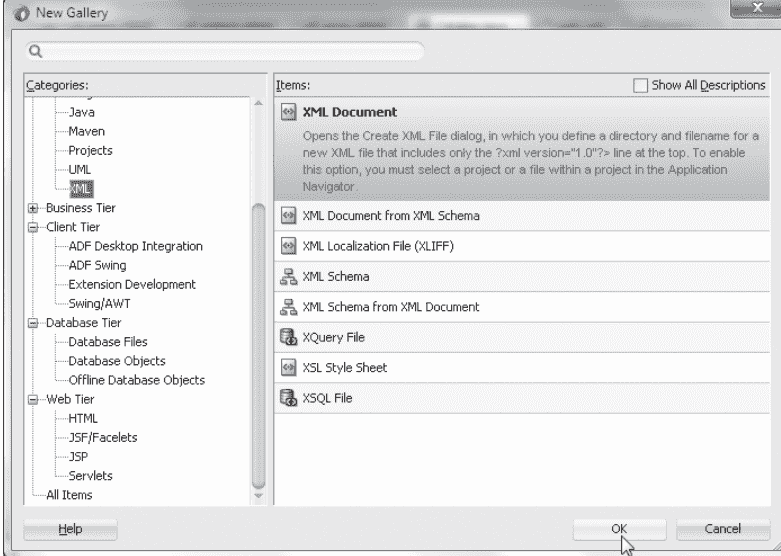 New Gallery
X
Categories:
Java
Maven
Projects
UML
XML
Business Tier
Client Tier
ADF Desktop Integration
ADF Swing
Extension Development
Swing/AWT
Database Tier
Database Files
Database Objects
Offline Database Objects
Web Tier
HTML
JSF/Facelets
JSP
Servlets
All Items
Items:
Show All Descriptions
XML Document
Opens the Create XML File dialog, in which you define a directory and filename for a
new XML file that includes only the ?xml version="1.0"?> line at the top. To enable
this option, you must select a project or a file within a project in the Application
Navigator.
XML Document from XML Schema
XML Localization File (XLIFF)
XML Schema
XML Schema from XML Document
XQuery File
XSL Style Sheet
XSQL File
Help
OK
Cancel